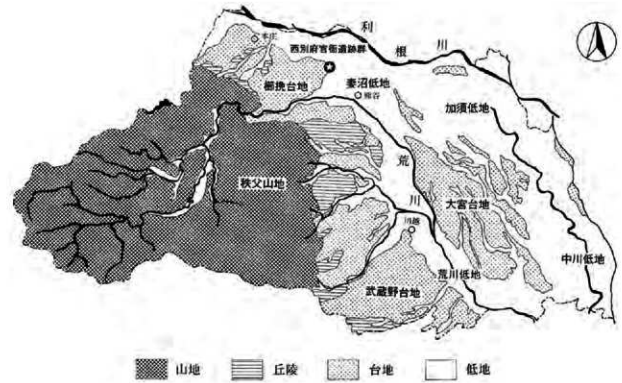 利根川
本庄
西別府官衙遺跡群
櫛挽台地
妻沼低地
熊谷
加須低地
秩父山地
荒川
大宮台地
川越
荒川低地
中川低地
武蔵野台地
山地
丘陵
台地
低地